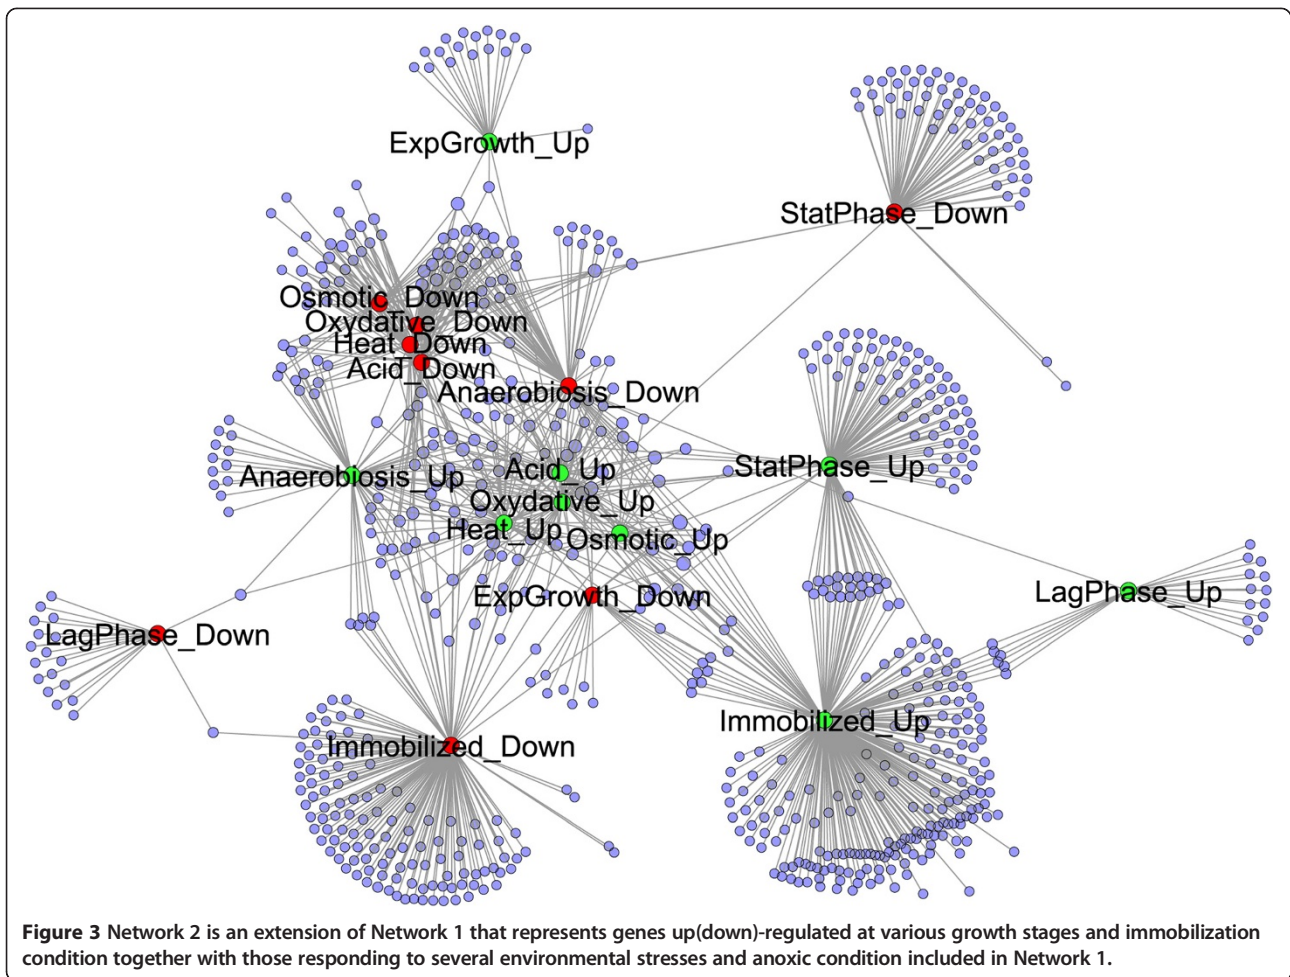 ExpGrowth_Up
StatPhase_Down
Osmotic_Down
Oxydative_Down
Heat_Down
Acid_Down
Anaerobiosis_Down
Anaerobiosis_Up
Acid_Up
StatPhase_Up
Oxydative_Up
Heat_Up
Osmotic_Up
ExpGrowth_Down
LagPhase_Up
LagPhase_Down
Immobilized_Up
Immobilized_Down
Figure 3 Network 2 is an extension of Network 1 that represents genes up(down)-regulated at various growth stages and immobilization
condition together with those responding to several environmental stresses and anoxic condition included in Network 1.